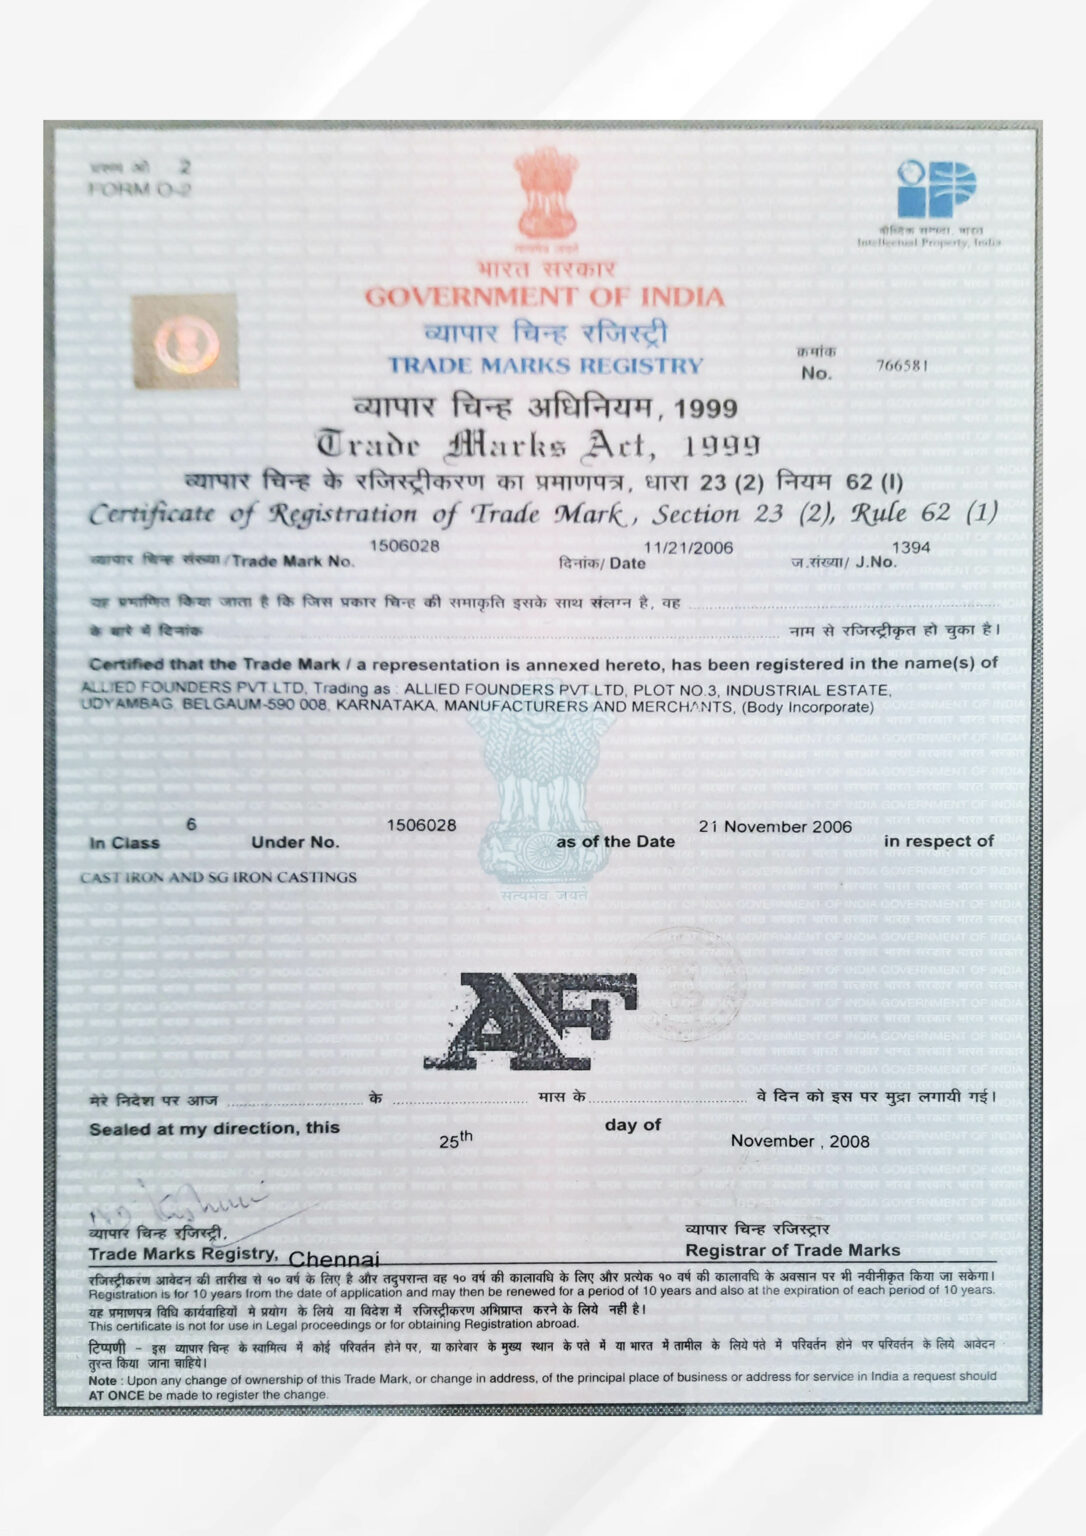 प्ररूप ओ 2
FORM O-2
बौद्धिक सम्पदा, भारत
Intellectual Property, India
सत्यमेव जयते
भारत सरकार
GOVERNMENT OF INDIA
व्यापार चिन्ह रजिस्ट्री
TRADE MARKS REGISTRY
क्रमांक
No. 766581
व्यापार चिन्ह अधिनियम, 1999
Trade Marks Act, 1999
व्यापार चिन्ह के रजिस्ट्रीकरण का प्रमाणपत्र, धारा 23 (2) नियम 62 (I)
Certificate of Registration of Trade Mark, Section 23 (2), Rule 62 (1)
व्यापार चिन्ह संख्या/Trade Mark No. 1506028 दिनांक/ Date 11/21/2006 ज.संख्या/ J.No. 1394
यह प्रमाणित किया जाता है कि जिस प्रकार चिन्ह की समाकृति इसके साथ संलग्न है, वह
के बारे में दिनांक नाम से रजिस्ट्रीकृत हो चुका है।
Certified that the Trade Mark / a representation is annexed hereto, has been registered in the name(s) of
ALLIED FOUNDERS PVT.LTD, Trading as : ALLIED FOUNDERS PVT.LTD, PLOT NO.3, INDUSTRIAL ESTATE,
UDYAMBAG, BELGAUM-590 008, KARNATAKA, MANUFACTURERS AND MERCHANTS, (Body Incorporate)
In Class 6 Under No. 1506028 as of the Date 21 November 2006 in respect of
CAST IRON AND SG IRON CASTINGS
सत्यमेव जयते
AF
मेरे निदेश पर आज के मास के वे दिन को इस पर मुद्रा लगायी गई।
Sealed at my direction, this 25th day of November , 2008
व्यापार चिन्ह रजिस्ट्री, व्यापार चिन्ह रजिस्ट्रार
Trade Marks Registry, Chennai Registrar of Trade Marks
रजिस्ट्रीकरण आवेदन की तारीख से १० वर्ष के लिए है और तदुपरान्त वह १० वर्ष की कालावधि के लिए और प्रत्येक १० वर्ष की कालावधि के अवसान पर भी नवीनीकृत किया जा सकेगा।
Registration is for 10 years from the date of application and may then be renewed for a period of 10 years and also at the expiration of each period of 10 years.
यह प्रमाणपत्र विधि कार्यवाहियों मे प्रयोग के लिये या विदेश में रजिस्ट्रीकरण अभिप्राप्त करने के लिये नही है।
This certificate is not for use in Legal proceedings or for obtaining Registration abroad.
टिप्पणी - इस व्यापार चिन्ह के स्वामित्व में कोई परिवर्तन होने पर, या कारेबार के मुख्य स्थान के पते में या भारत में तामील के लिये पते में परिवर्तन होने पर परिवर्तन के लिये आवेदन
तुरन्त किया जाना चाहिये।
Note : Upon any change of ownership of this Trade Mark, or change in address, of the principal place of business or address for service in India a request should
AT ONCE be made to register the change.